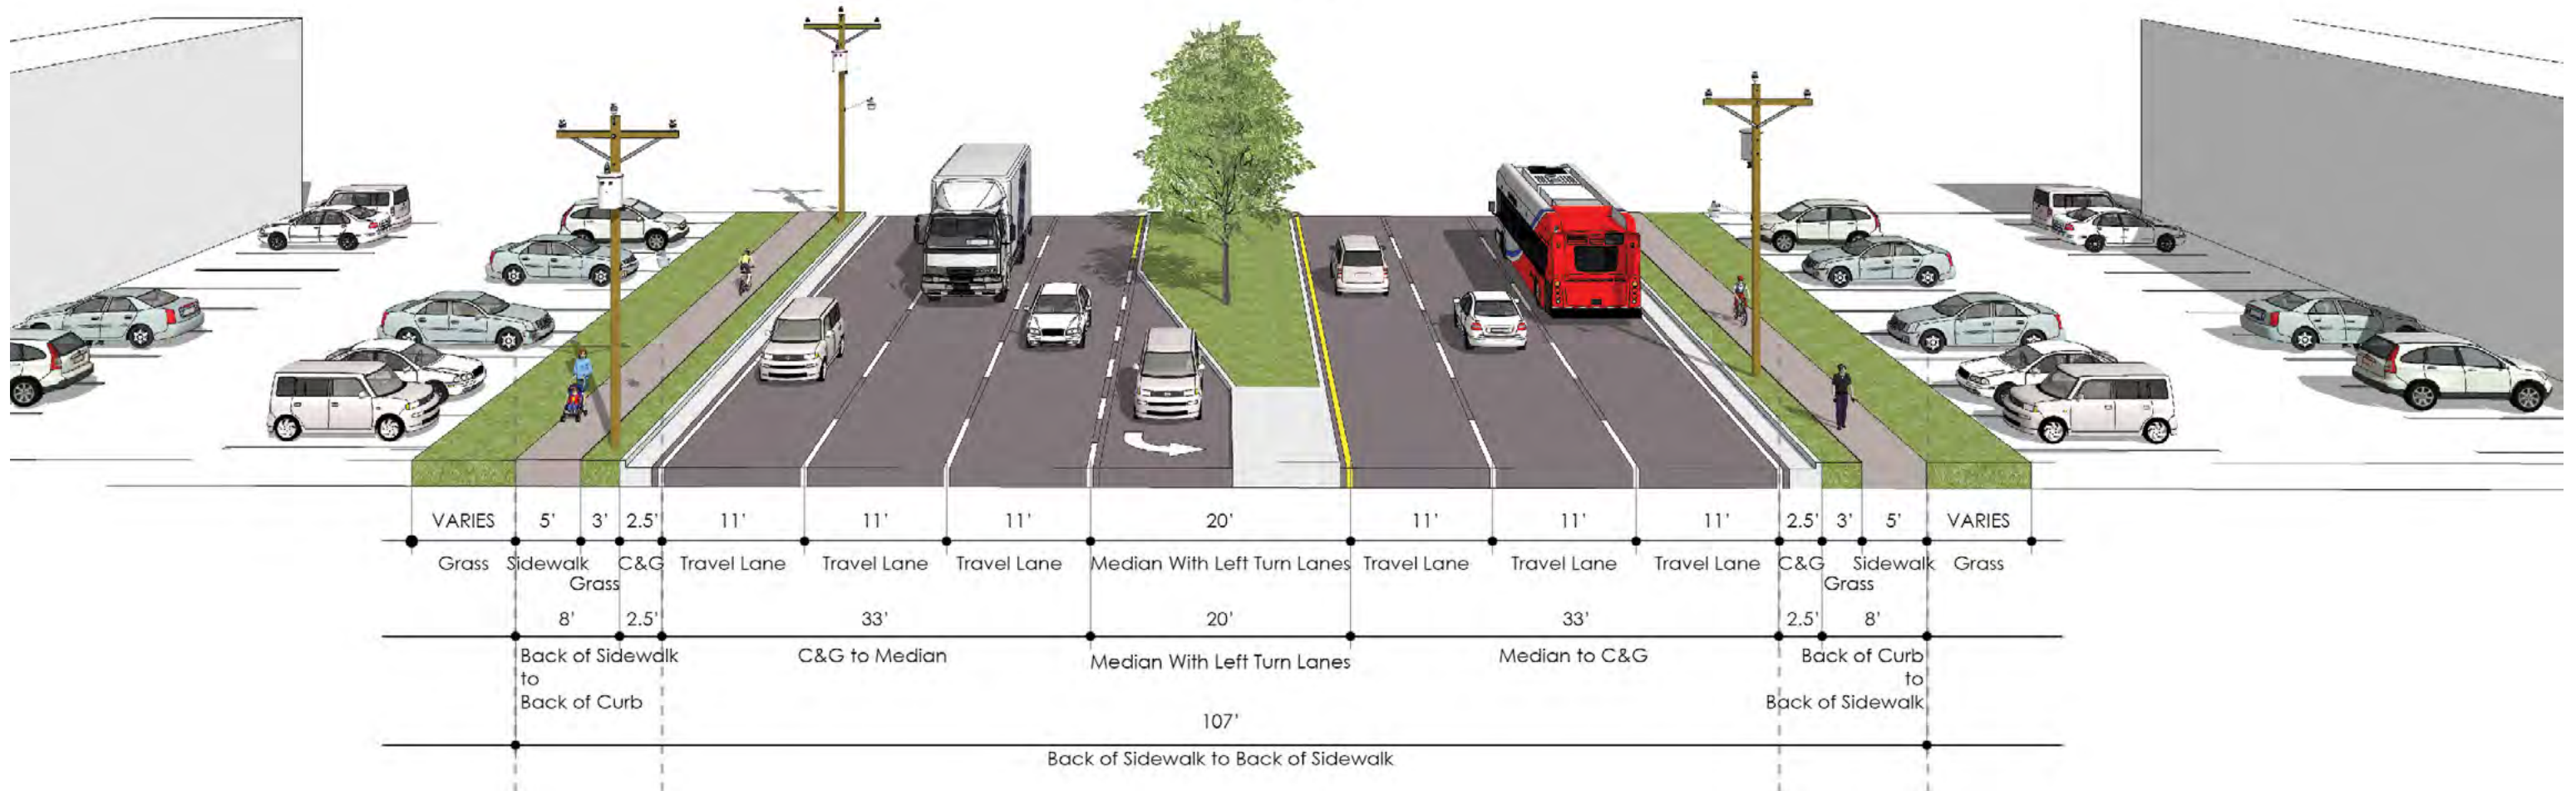 VARIES 5' 3' 2.5' 11' 11' 11' 20' 11' 11' 11' 2.5' 3' 5' VARIES
Grass Sidewalk C&G Travel Lane Travel Lane Travel Lane Median With Left Turn Lanes Travel Lane Travel Lane Travel Lane C&G Sidewalk Grass
Grass Grass
8' 2.5' 33' 20' 33' 2.5' 8'
Back of Sidewalk C&G to Median Median With Left Turn Lanes Median to C&G Back of Curb
to to
Back of Curb Back of Sidewalk
107'
Back of Sidewalk to Back of Sidewalk